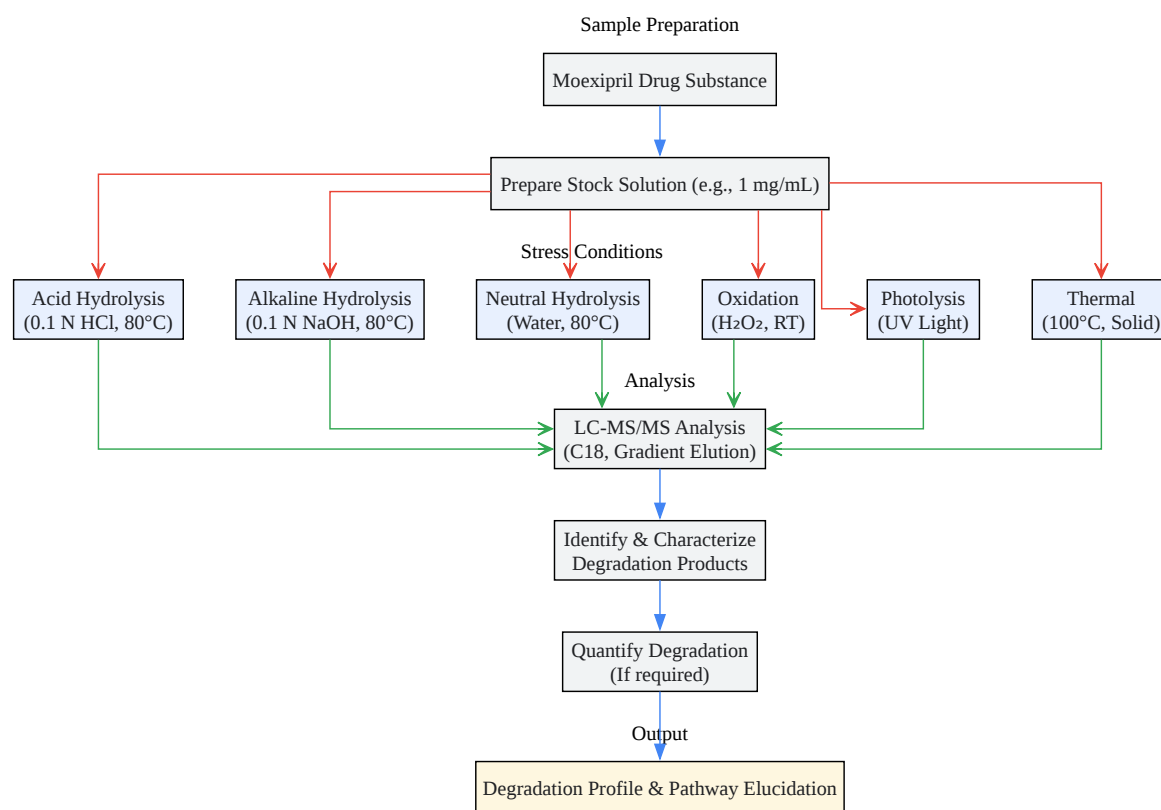 Sample Preparation
Moexipril Drug Substance
Prepare Stock Solution (e.g., 1 mg/mL)
Stress Conditions
Acid Hydrolysis
(0.1 N HCl, 80°C)
Alkaline Hydrolysis
(0.1 N NaOH, 80°C)
Neutral Hydrolysis
(Water, 80°C)
Oxidation
(H₂O₂, RT)
Photolysis
(UV Light)
Thermal
(100°C, Solid)
Analysis
LC-MS/MS Analysis
(C18, Gradient Elution)
Identify & Characterize
Degradation Products
Quantify Degradation
(If required)
Output
Degradation Profile & Pathway Elucidation